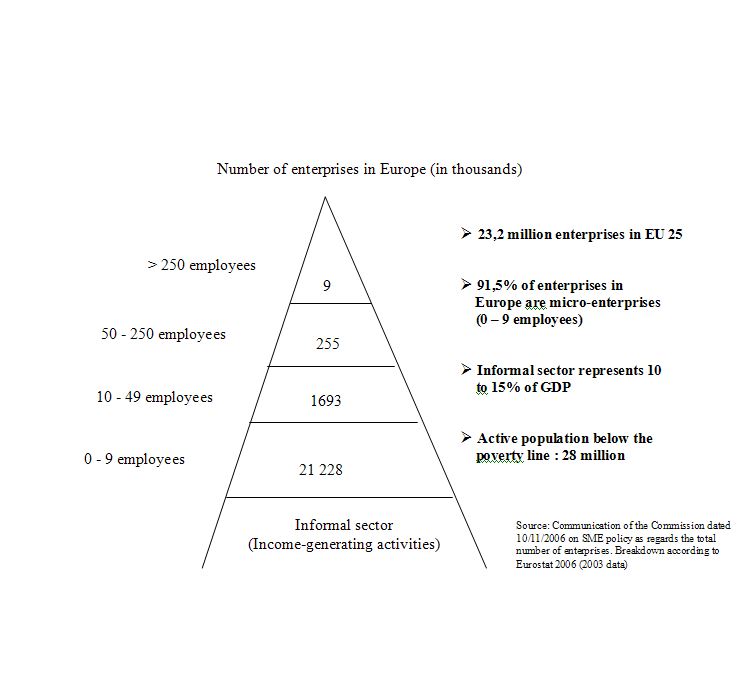 Number of enterprises in Europe (in thousands)
➢ 23,2 million enterprises in EU 25
> 250 employees
9
➢ 91,5% of enterprises in
Europe are micro-enterprises
(0 – 9 employees)
50 - 250 employees
255
➢ Informal sector represents 10
to 15% of GDP
10 - 49 employees
1693
➢ Active population below the
poverty line : 28 million
0 - 9 employees
21 228
Informal sector
(Income-generating activities)
Source: Communication of the Commission dated
10/11/2006 on SME policy as regards the total
number of enterprises. Breakdown according to
Eurostat 2006 (2003 data)